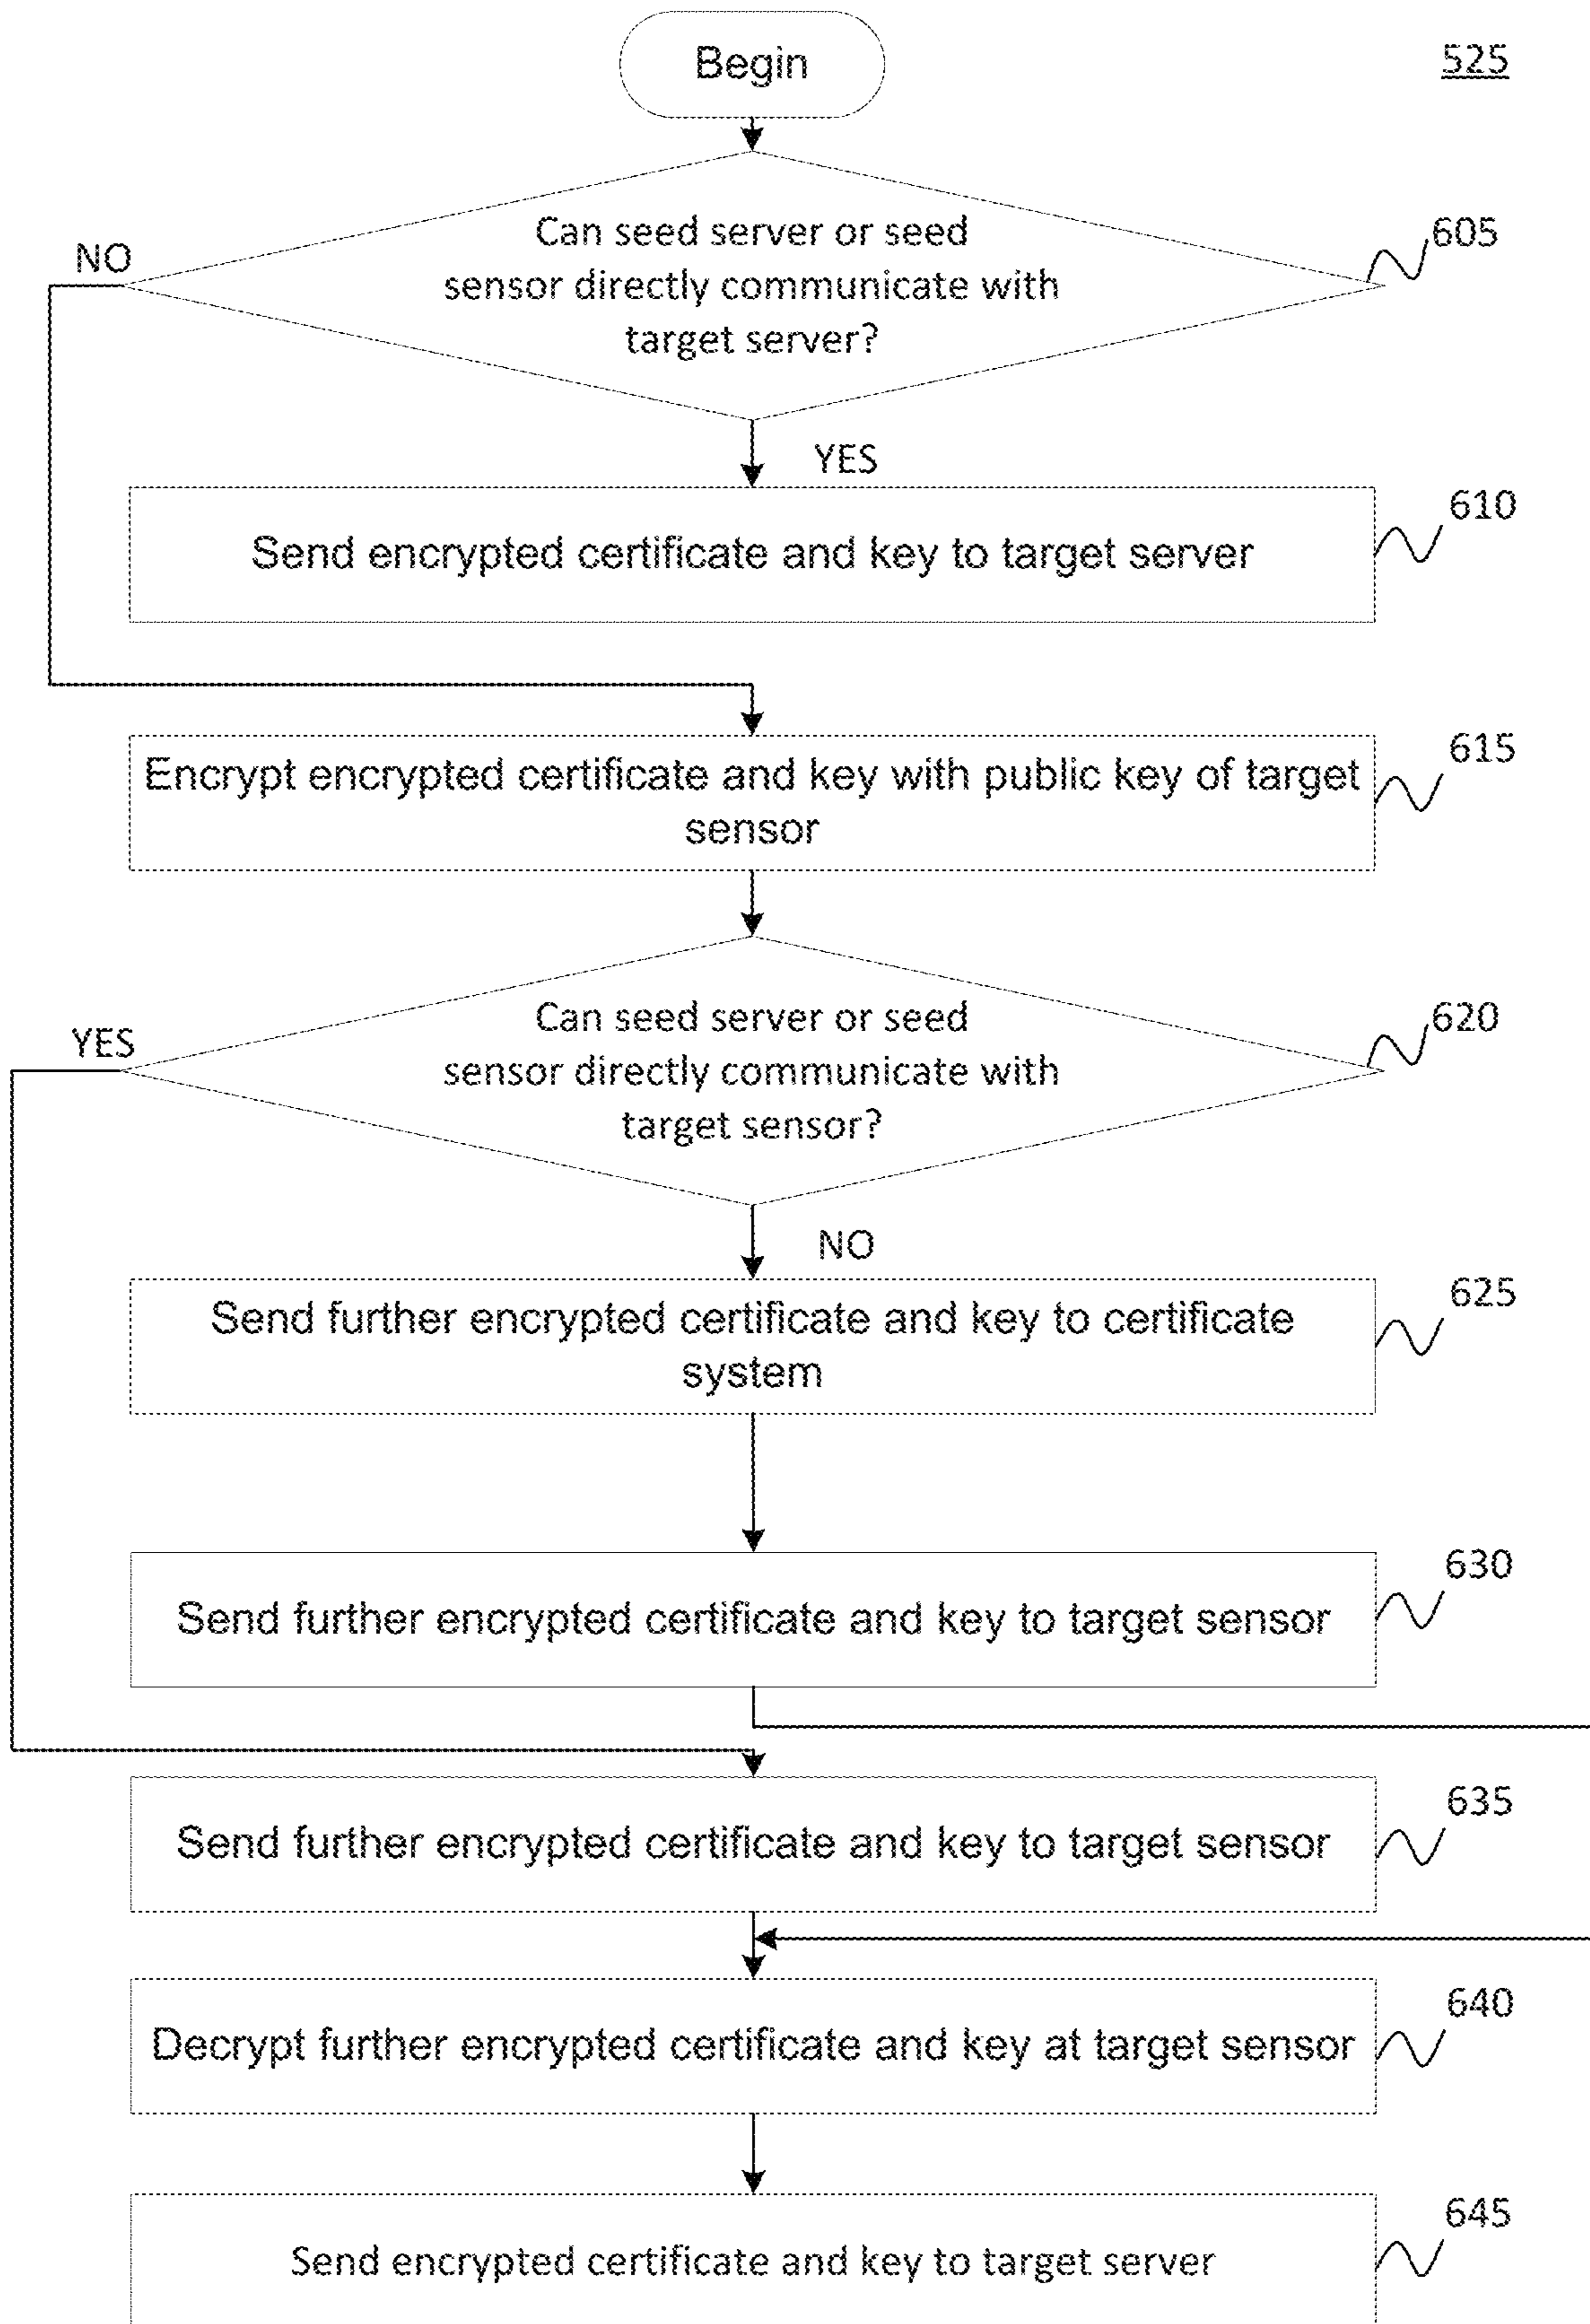 Begin
525
Can seed server or seed
sensor directly communicate with
target server?
605
NO
YES
Send encrypted certificate and key to target server
610
Encrypt encrypted certificate and key with public key of target
sensor
615
Can seed server or seed
sensor directly communicate with
target sensor?
620
YES
NO
Send further encrypted certificate and key to certificate
system
625
Send further encrypted certificate and key to target sensor
630
Send further encrypted certificate and key to target sensor
635
Decrypt further encrypted certificate and key at target sensor
640
Send encrypted certificate and key to target server
645